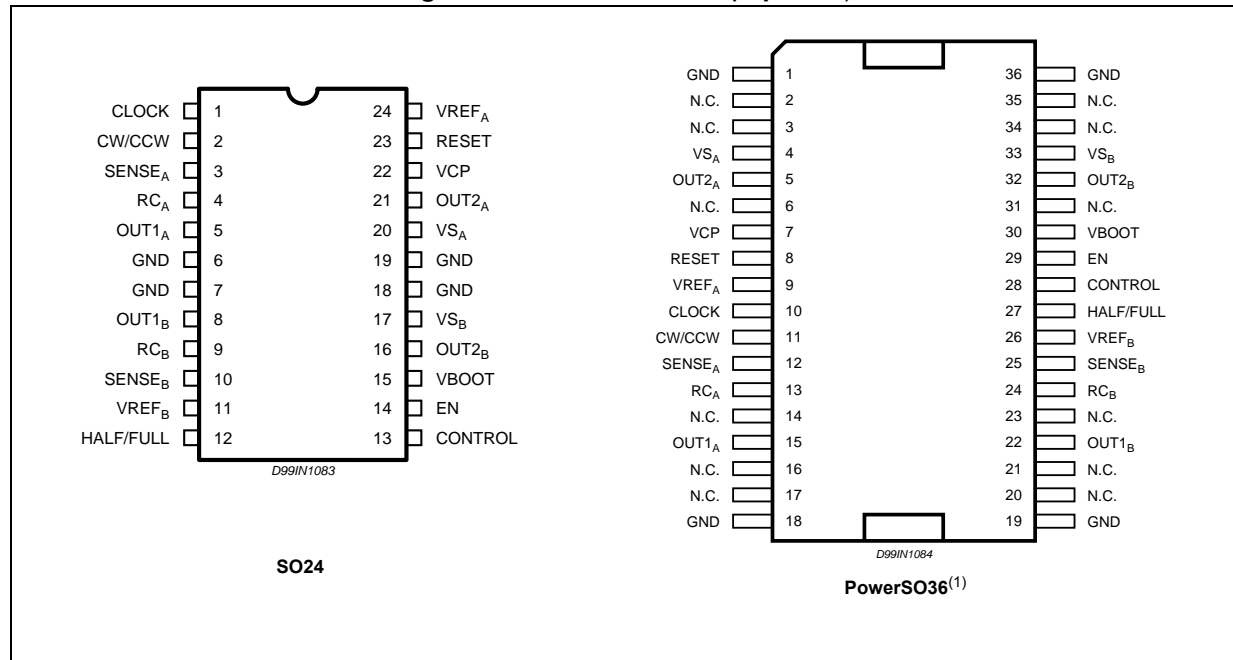 CLOCK 1 24 VREFA
CW/CCW 2 23 RESET
SENSEA 3 22 VCP
RCA 4 21 OUT2A
OUT1A 5 20 VSA
GND 6 19 GND
GND 7 18 GND
OUT1B 8 17 VSB
RCB 9 16 OUT2B
SENSEB 10 15 VBOOT
VREFB 11 14 EN
HALF/FULL 12 13 CONTROL
D99IN1083
SO24
GND 1 36 GND
N.C. 2 35 N.C.
N.C. 3 34 N.C.
VSA 4 33 VSB
OUT2A 5 32 OUT2B
N.C. 6 31 N.C.
VCP 7 30 VBOOT
RESET 8 29 EN
VREFA 9 28 CONTROL
CLOCK 10 27 HALF/FULL
CW/CCW 11 26 VREFB
SENSEA 12 25 SENSEB
RCA 13 24 RCB
N.C. 14 23 N.C.
OUT1A 15 22 OUT1B
N.C. 16 21 N.C.
N.C. 17 20 N.C.
GND 18 19 GND
D99IN1084
PowerSO36(1)